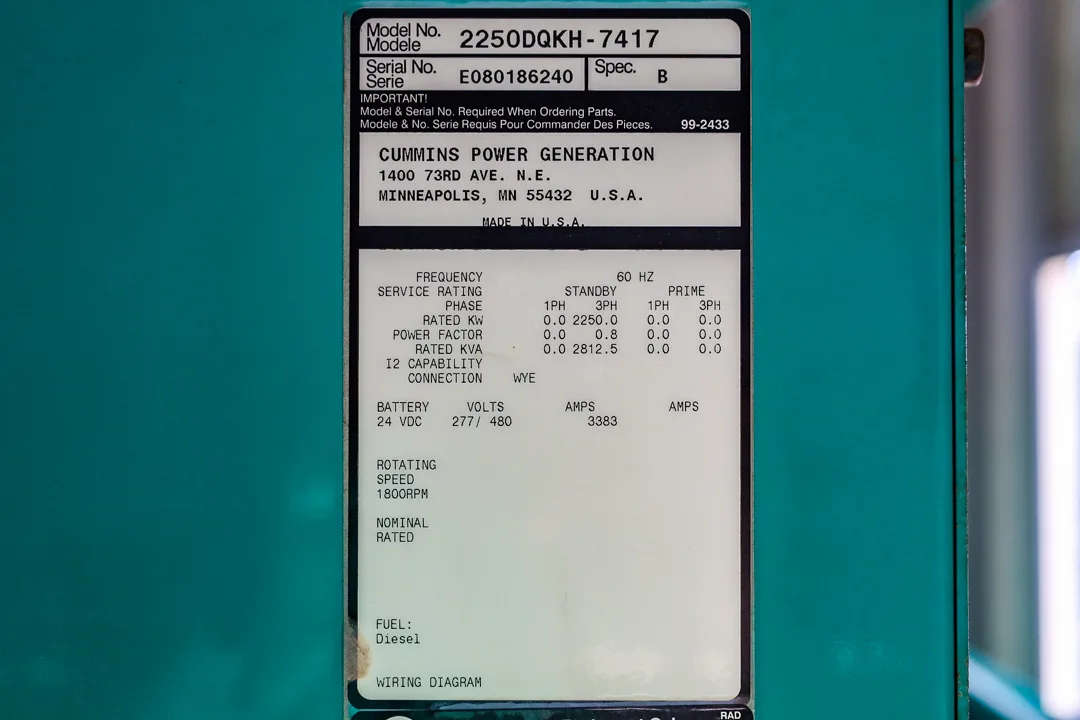 Model No. 2250DQKH-7417
Modele
Serial No. E080186240 Spec. B
Serie
IMPORTANT!
Model & Serial No. Required When Ordering Parts.
Modele & No. Serie Requis Pour Commander Des Pieces. 99-2433
CUMMINS POWER GENERATION
1400 73RD AVE. N.E.
MINNEAPOLIS, MN 55432 U.S.A.
MADE IN U.S.A.
FREQUENCY 60 HZ
SERVICE RATING STANDBY PRIME
PHASE 1PH 3PH 1PH 3PH
RATED KW 0.0 2250.0 0.0 0.0
POWER FACTOR 0.0 0.8 0.0 0.0
RATED KVA 0.0 2812.5 0.0 0.0
I2 CAPABILITY
CONNECTION WYE
BATTERY VOLTS AMPS AMPS
24 VDC 277/ 480 3383
ROTATING
SPEED
1800RPM
NOMINAL
RATED
FUEL:
Diesel
WIRING DIAGRAM
RAD